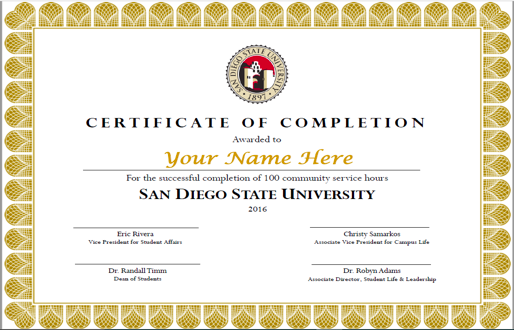 SAN DIEGO STATE UNIVERSITY
1897
CERTIFICATE OF COMPLETION
Awarded to
Your Name Here
For the successful completion of 100 community service hours
SAN DIEGO STATE UNIVERSITY
2016
Eric Rivera
Vice President for Student Affairs
Christy Samarkos
Associate Vice President for Campus Life
Dr. Randall Timm
Dean of Students
Dr. Robyn Adams
Associate Director, Student Life & Leadership